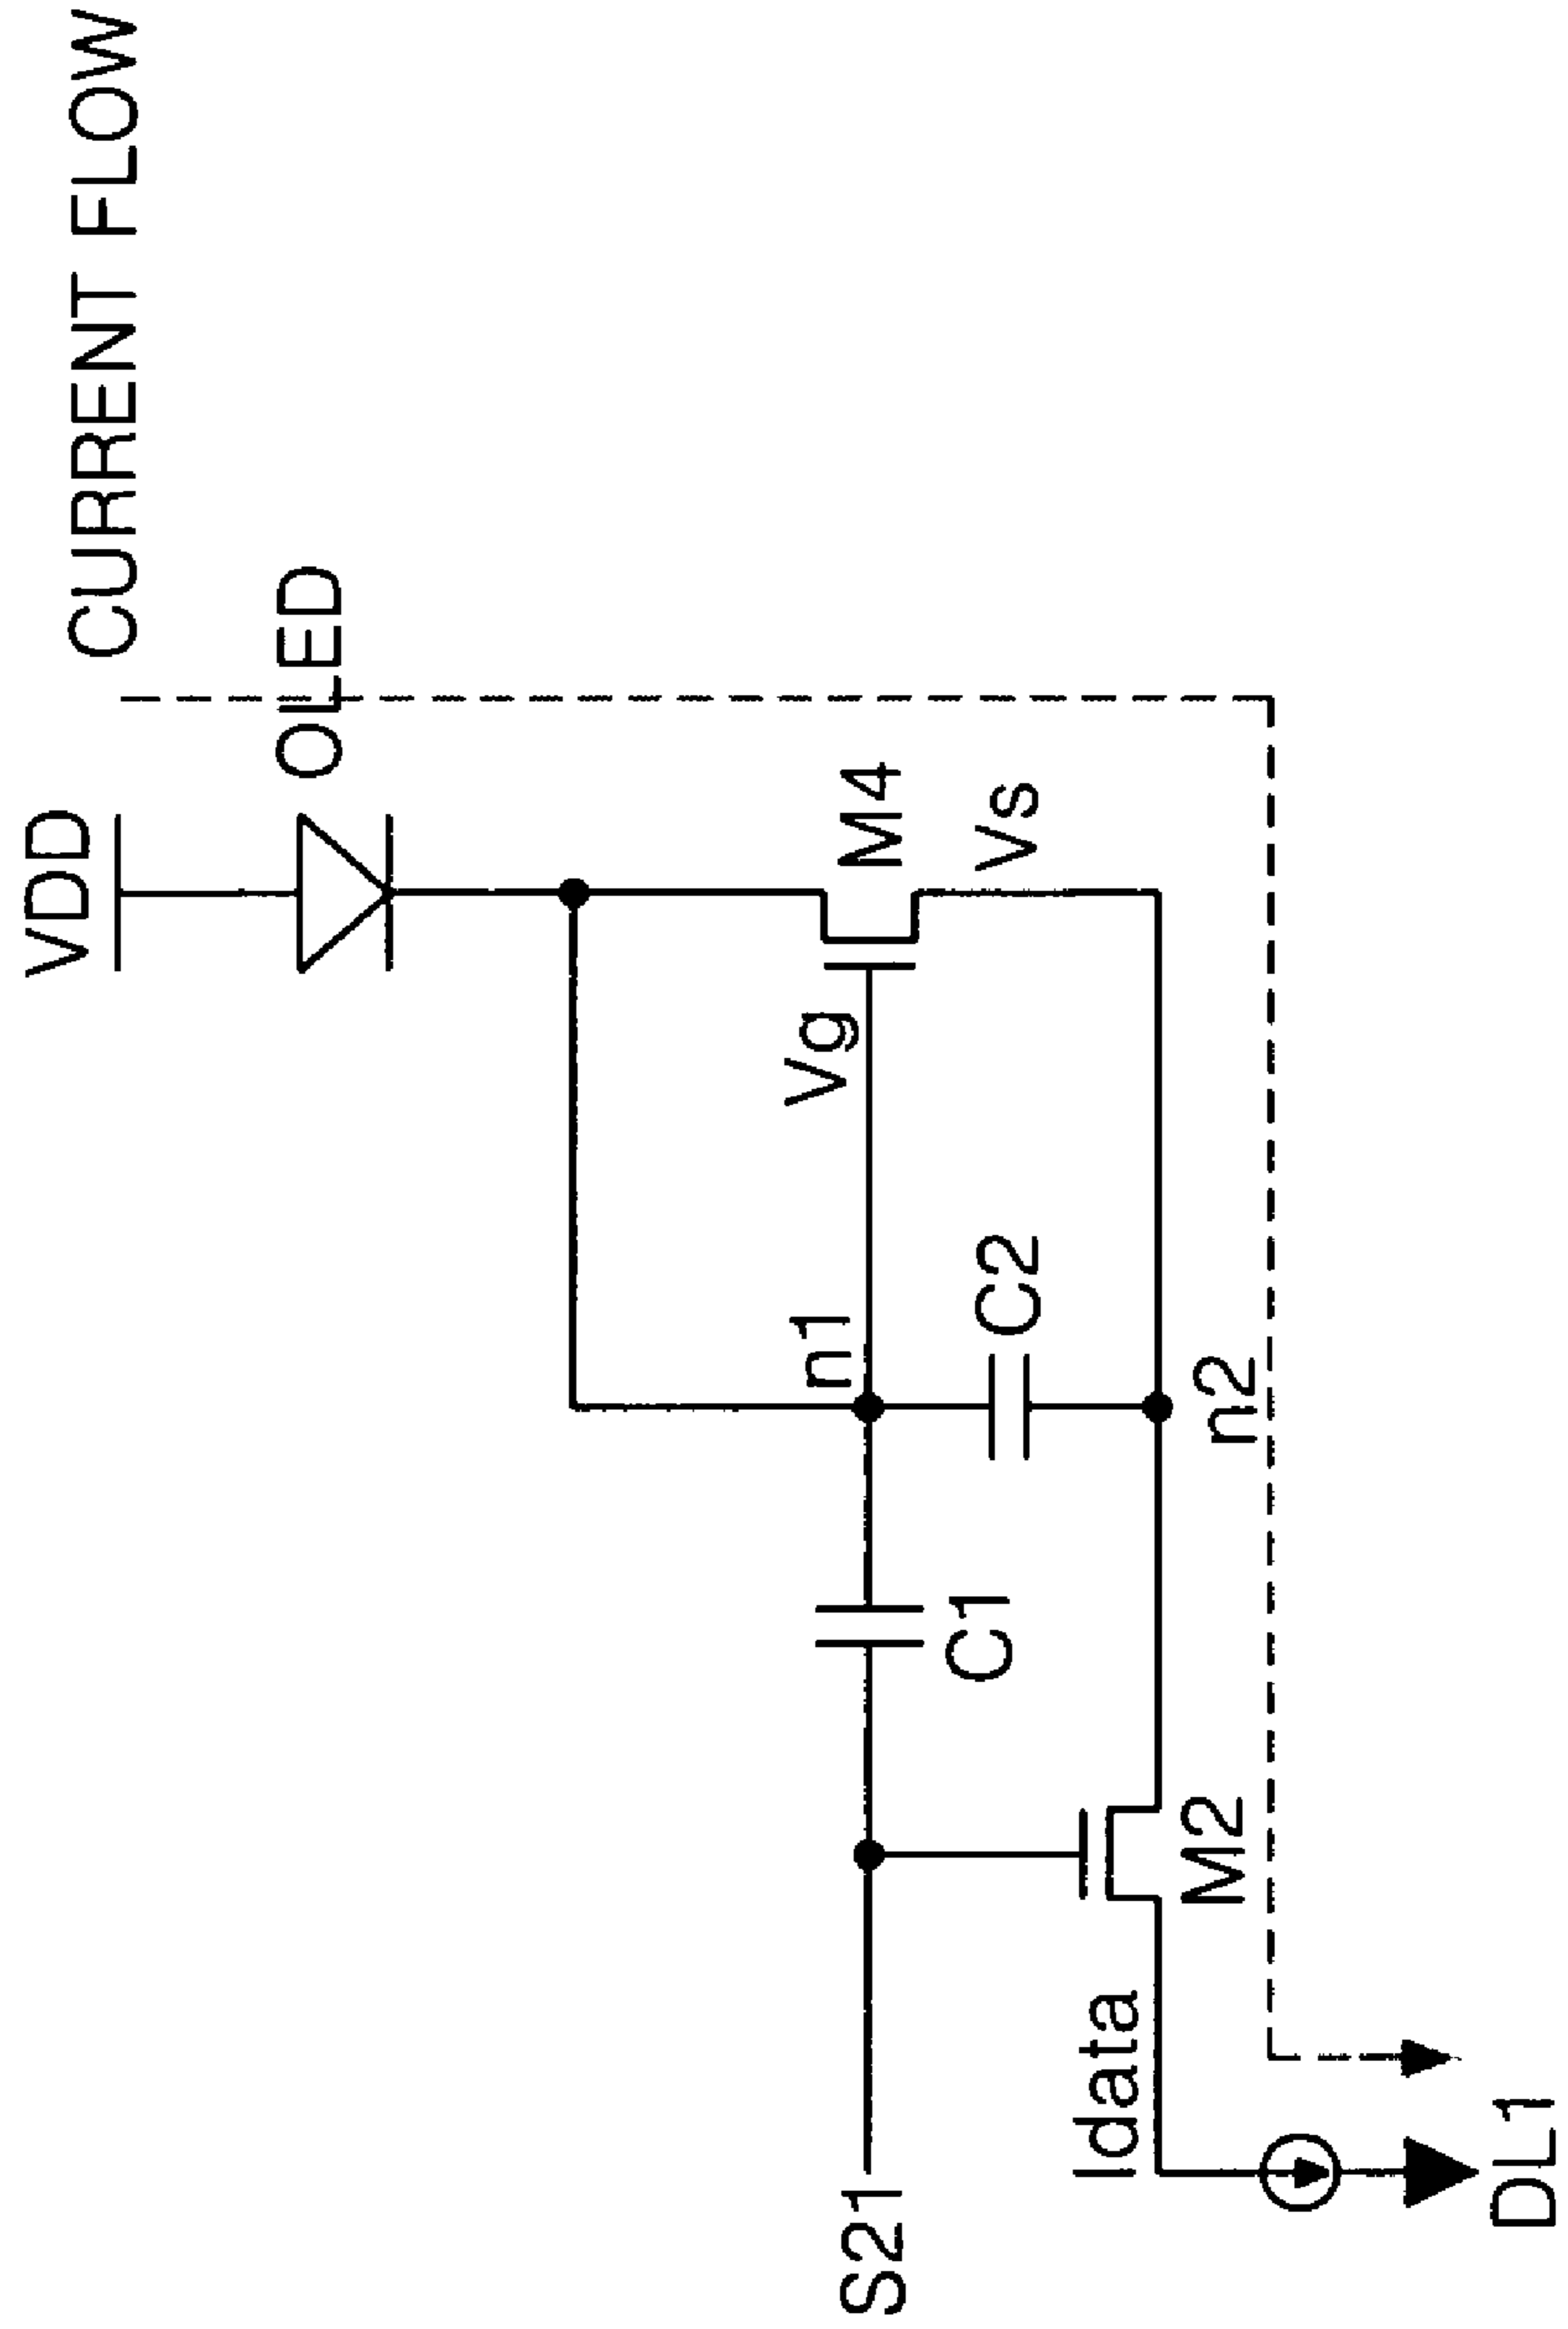 CURRENT FLOW
VDD
OLED
M4
Vg
Vs
n1
C2
n2
C1
S21
M2
Idata
DL1